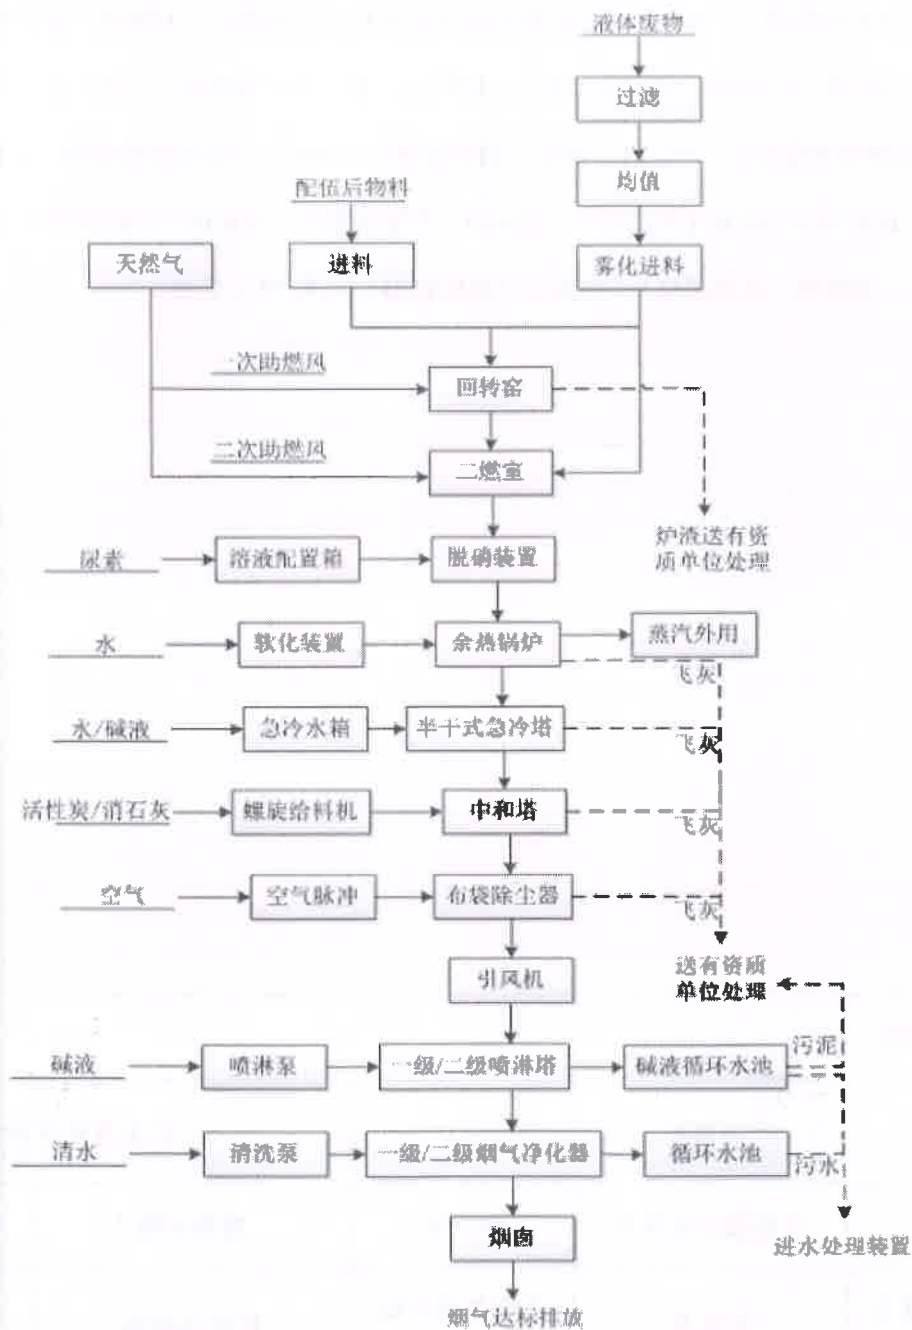 液体废物
过滤
均值
配伍后物料
天然气
进料
雾化进料
一次助燃风
回转窑
二次助燃风
二燃室
炉渣送有资
质单位处理
尿素
溶液配置箱
脱硝装置
水
软化装置
余热锅炉
蒸汽外用
飞灰
水/碱液
急冷水箱
半干式急冷塔
飞灰
活性炭/消石灰
螺旋给料机
中和塔
飞灰
空气
空气脉冲
布袋除尘器
飞灰
送有资质
单位处理
引风机
碱液
喷淋泵
一级/二级喷淋塔
碱液循环水池
污泥
清水
清洗泵
一级/二级烟气净化器
循环水池
污水
烟囱
进水处理装置
烟气达标排放